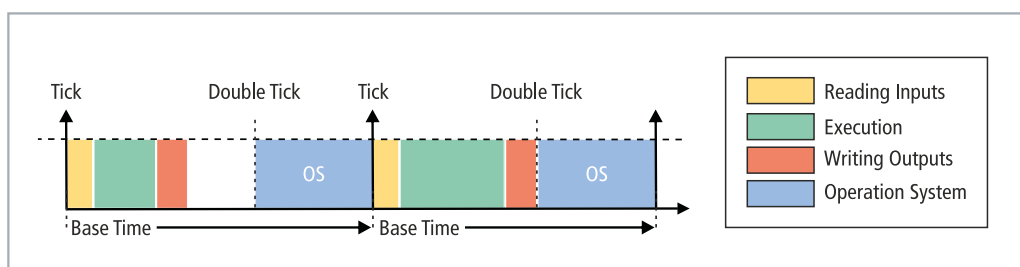 Tick
Double Tick
Tick
Double Tick
OS
OS
Base Time
Base Time
Reading Inputs
Execution
Writing Outputs
Operation System